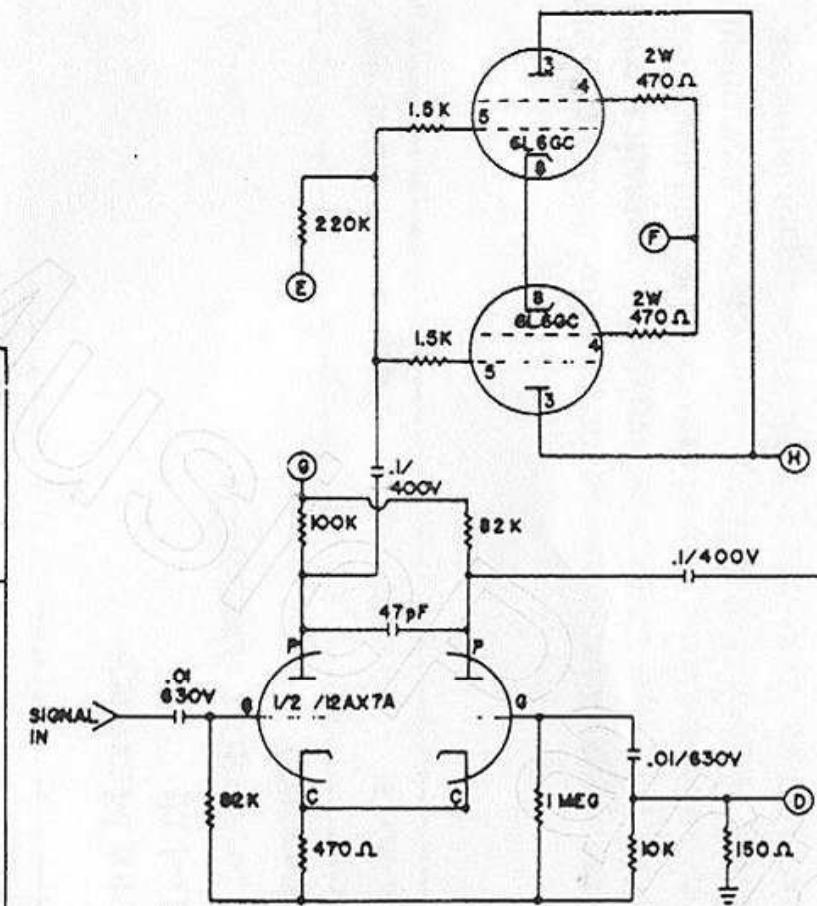 3
2W
470Ω
4
1.5K
5
6L6GC
8
220K
F
E
8
6L6GC
2W
470Ω
1.5K
4
5
3
H
G
.1/
400V
100K
82K
.1/400V
47pF
P
P
.01
630V
G
1/2 /12AX7A
G
SIGNAL
IN
.01/630V
C
C
82K
1 MEG
D
470Ω
10K
150Ω
MUSIC